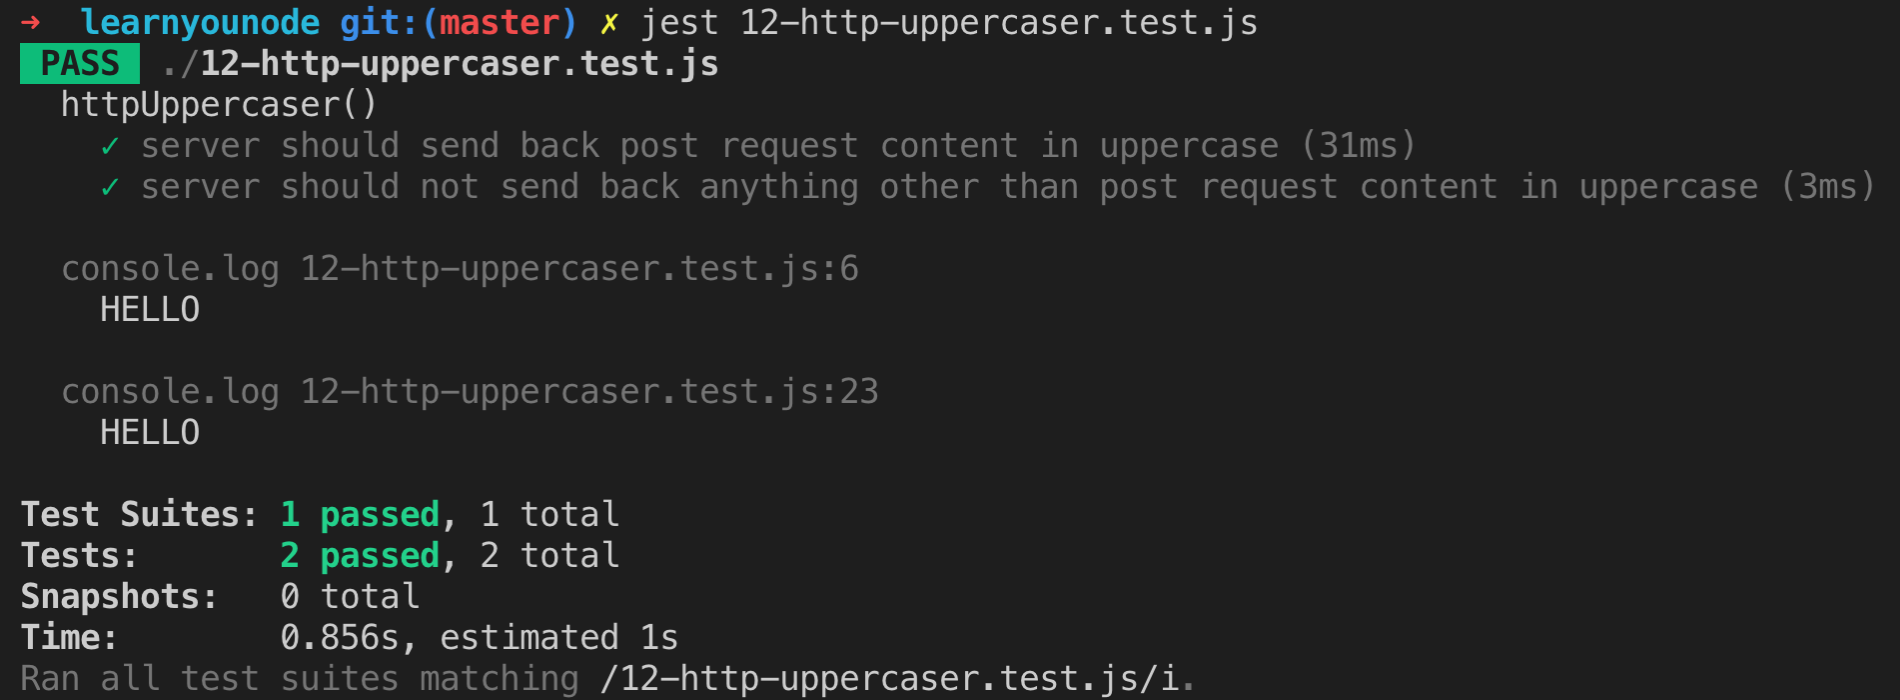 → learnyounode git:(master) ✗ jest 12-http-uppercaser.test.js
PASS ./12-http-uppercaser.test.js
httpUppercaser()
✓ server should send back post request content in uppercase (31ms)
✓ server should not send back anything other than post request content in uppercase (3ms)
console.log 12-http-uppercaser.test.js:6
HELLO
console.log 12-http-uppercaser.test.js:23
HELLO
Test Suites: 1 passed, 1 total
Tests: 2 passed, 2 total
Snapshots: 0 total
Time: 0.856s, estimated 1s
Ran all test suites matching /12-http-uppercaser.test.js/i.